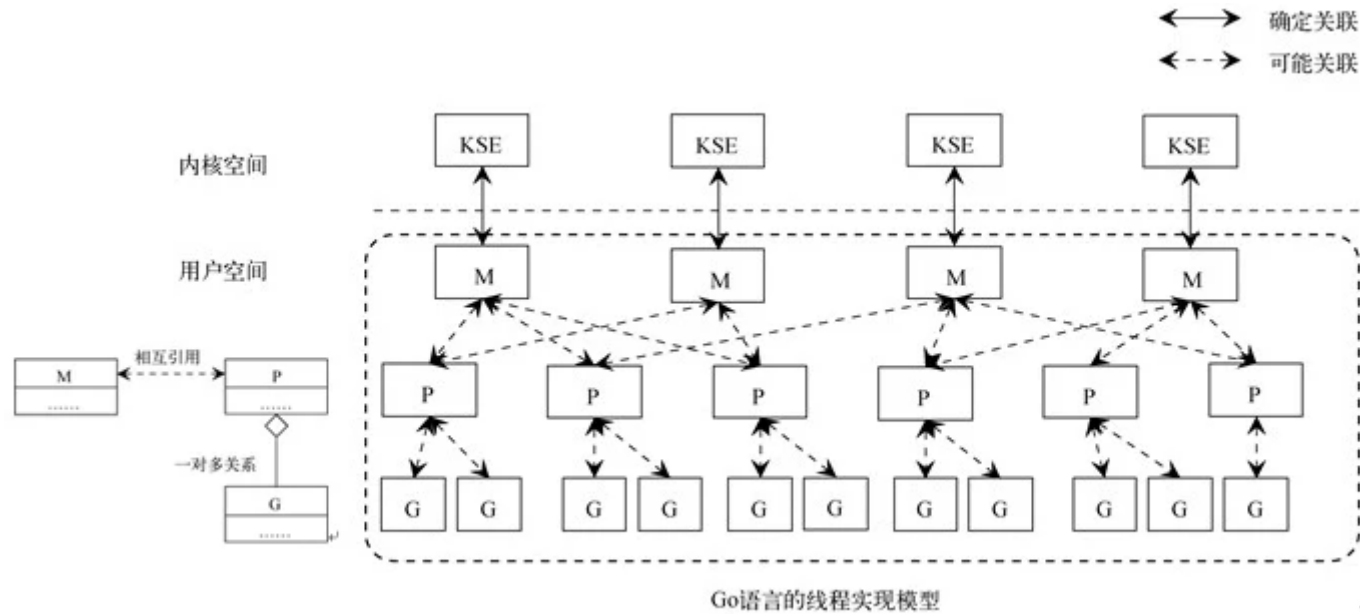 确定关联
可能关联
KSE KSE KSE KSE
内核空间
用户空间
M M M M
相互引用
M P
...... ......
P P P P P P
一对多关系
G
......
G G G G G G G G G G G
Go语言的线程实现模型